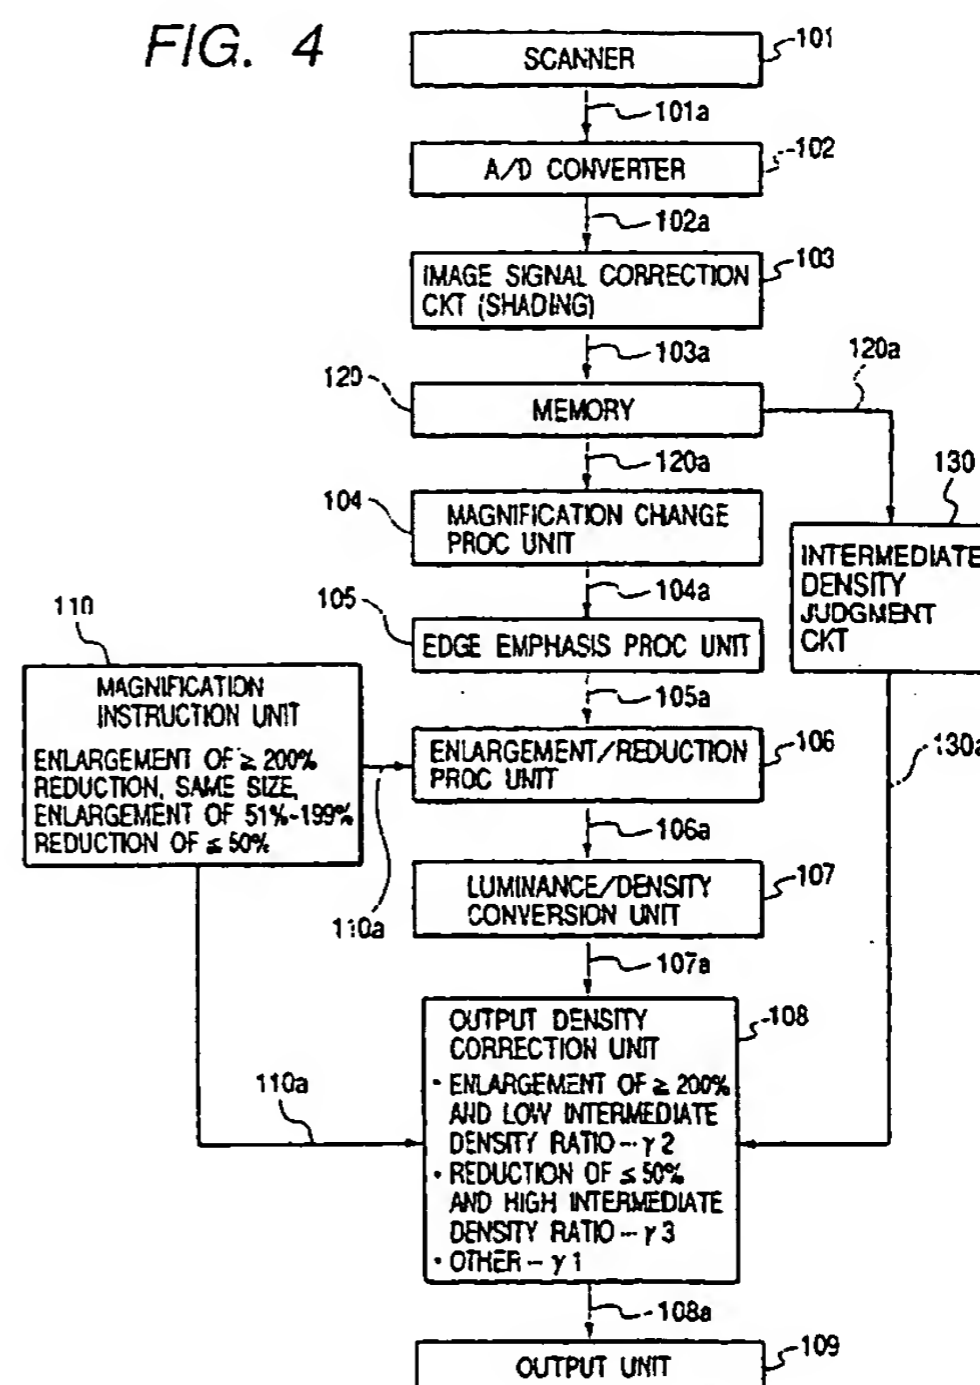 FIG. 4
SCANNER
101
101a
A/D CONVERTER
102
102a
IMAGE SIGNAL CORRECTION
CKT (SHADING)
103
103a
120
MEMORY
120a
120a
104
MAGNIFICATION CHANGE
PROC UNIT
130
INTERMEDIATE
DENSITY
JUDGMENT
CKT
104a
105
EDGE EMPHASIS PROC UNIT
105a
110
MAGNIFICATION
INSTRUCTION UNIT
ENLARGEMENT OF ≥ 200%
REDUCTION, SAME SIZE,
ENLARGEMENT OF 51%-199%
REDUCTION OF ≤ 50%
ENLARGEMENT/REDUCTION
PROC UNIT
106
130a
106a
110a
LUMINANCE/DENSITY
CONVERSION UNIT
107
107a
110a
OUTPUT DENSITY
CORRECTION UNIT
• ENLARGEMENT OF ≥ 200%
AND LOW INTERMEDIATE
DENSITY RATIO -- γ 2
• REDUCTION OF ≤ 50%
AND HIGH INTERMEDIATE
DENSITY RATIO -- γ 3
• OTHER -- γ 1
108
108a
OUTPUT UNIT
109